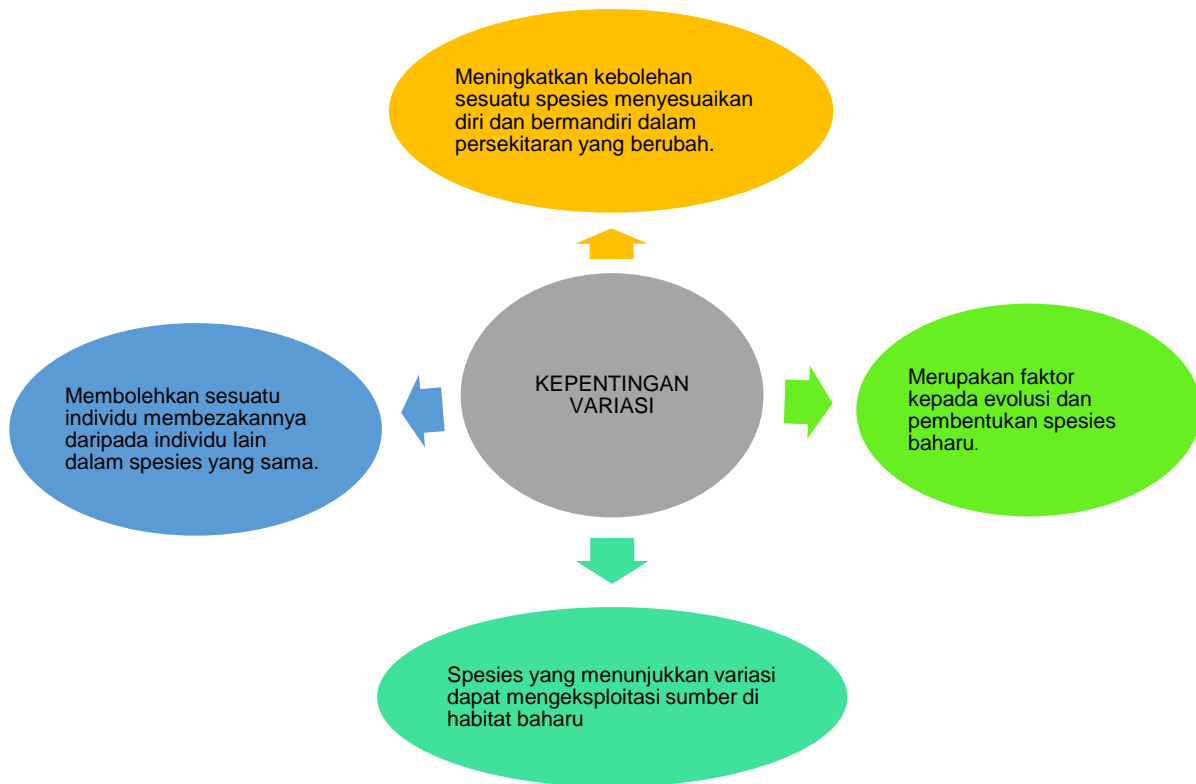 Meningkatkan kebolehan
sesuatu spesies menyesuaikan
diri dan bermandiri dalam
persekitaran yang berubah.
KEPENTINGAN
VARIASI
Membolehkan sesuatu
individu membezakannya
daripada individu lain
dalam spesies yang sama.
Merupakan faktor
kepada evolusi dan
pembentukan spesies
baharu.
Spesies yang menunjukkan variasi
dapat mengeksploitasi sumber di
habitat baharu